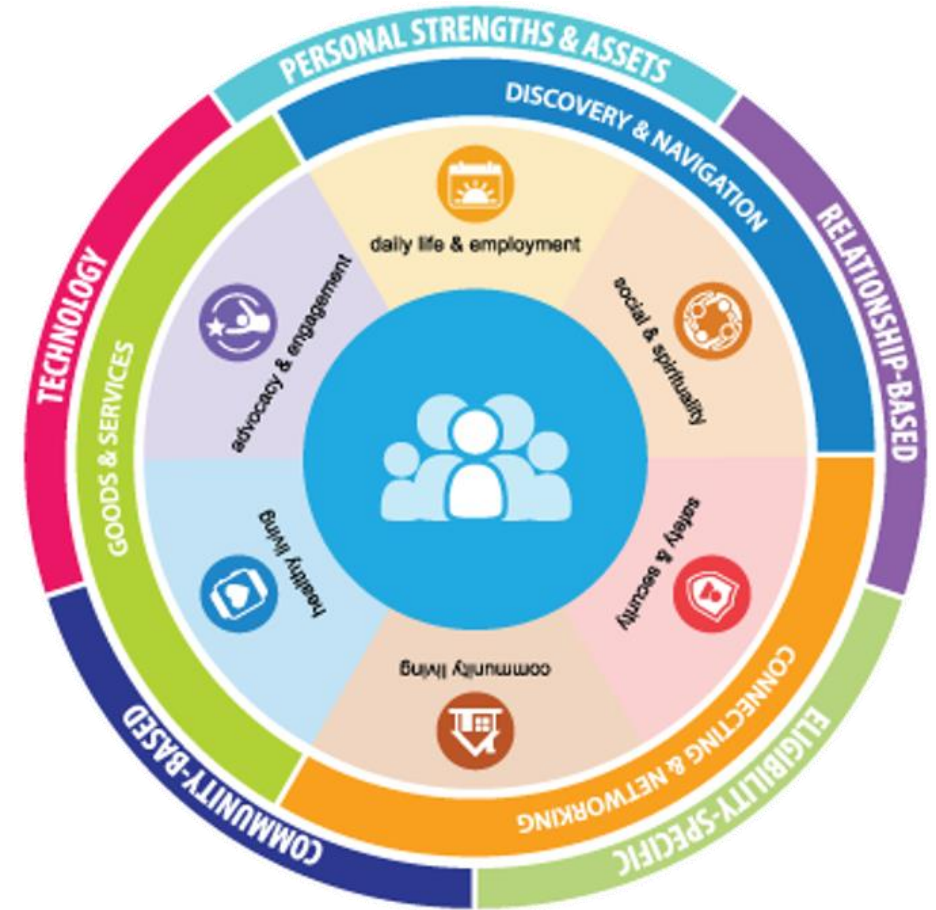 PERSONAL STRENGTHS & ASSETS
RELATIONSHIP-BASED
ELIGIBILITY-SPECIFIC
COMMUNITY-BASED
TECHNOLOGY
DISCOVERY & NAVIGATION
CONNECTING & NETWORKING
GOODS & SERVICES
daily life & employment
social & spirituality
safety & security
community living
healthy living
advocacy & engagement